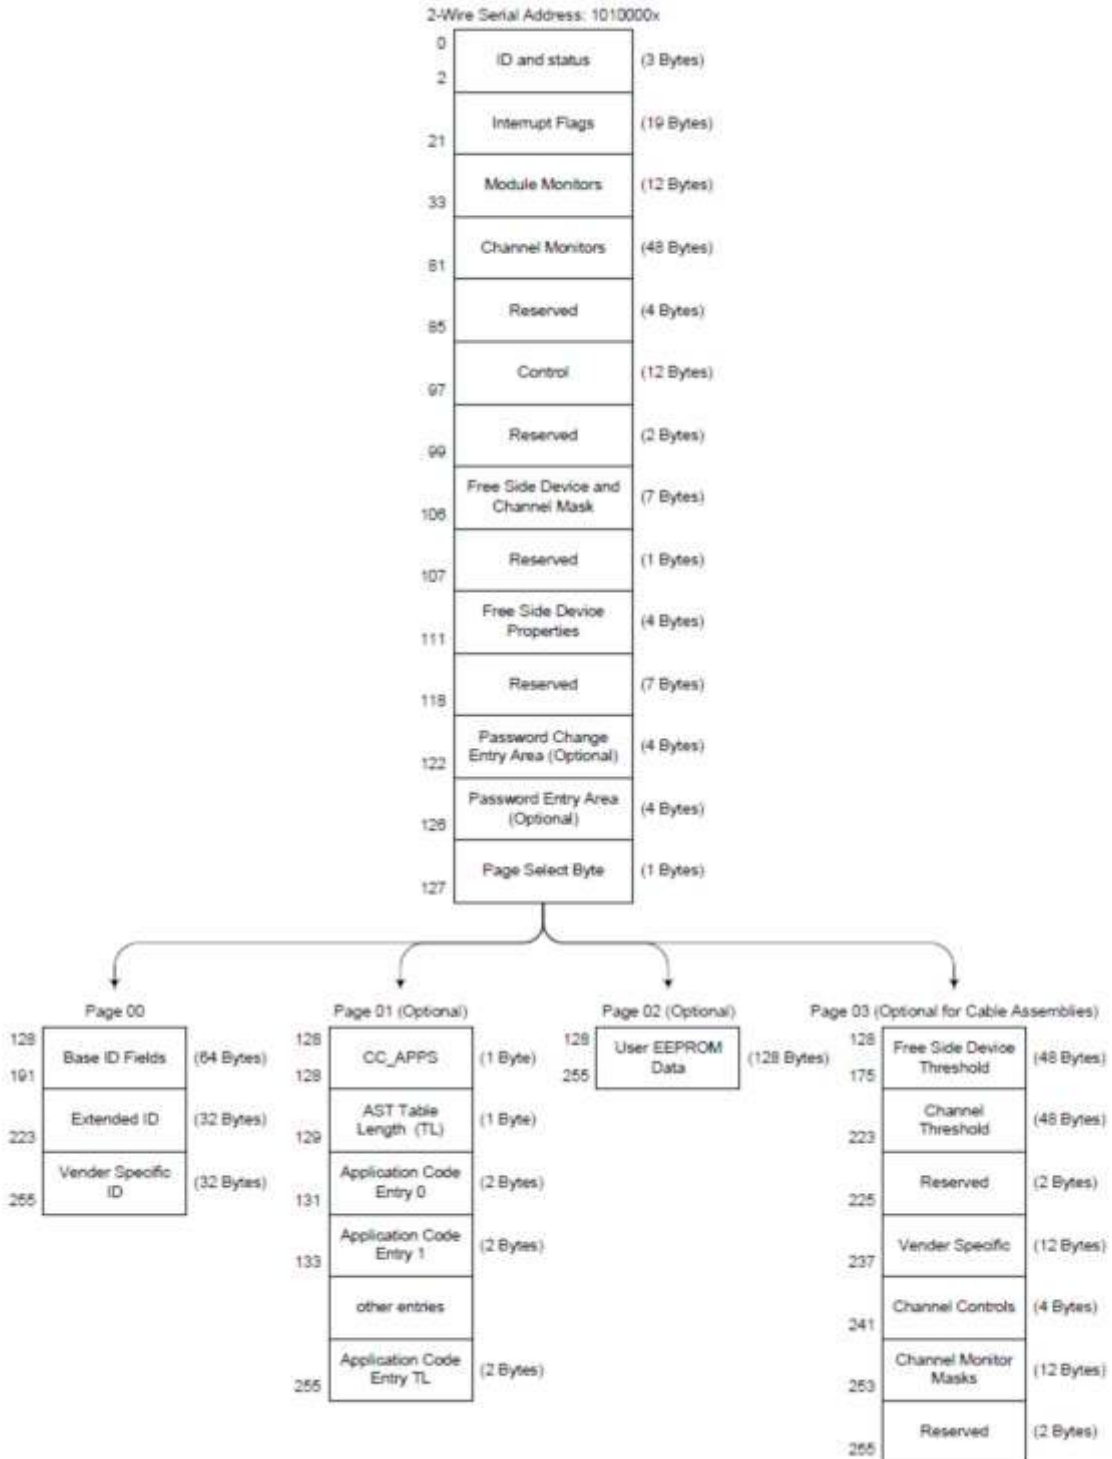 2-Wire Serial Address: 1010000x
0
ID and status (3 Bytes)
2
Interrupt Flags (19 Bytes)
21
Module Monitors (12 Bytes)
33
Channel Monitors (48 Bytes)
81
Reserved (4 Bytes)
85
Control (12 Bytes)
97
Reserved (2 Bytes)
99
Free Side Device and
Channel Mask
(7 Bytes)
106
Reserved (1 Bytes)
107
Free Side Device
Properties
(4 Bytes)
111
Reserved (7 Bytes)
118
Password Change
Entry Area (Optional)
(4 Bytes)
122
Password Entry Area
(Optional)
(4 Bytes)
126
Page Select Byte (1 Bytes)
127
Page 00
128
Base ID Fields (64 Bytes)
191
Extended ID (32 Bytes)
223
Vender Specific
ID
(32 Bytes)
255
Page 01 (Optional)
128
CC_APPS (1 Byte)
128
AST Table
Length (TL)
(1 Byte)
129
Application Code
Entry 0
(2 Bytes)
131
Application Code
Entry 1
(2 Bytes)
133
other entries
Application Code
Entry TL
(2 Bytes)
255
Page 02 (Optional)
128
User EEPROM
Data
(128 Bytes)
255
Page 03 (Optional for Cable Assemblies)
128
Free Side Device
Threshold
(48 Bytes)
175
Channel
Threshold
(48 Bytes)
223
Reserved (2 Bytes)
225
Vender Specific (12 Bytes)
237
Channel Controls (4 Bytes)
241
Channel Monitor
Masks
(12 Bytes)
253
Reserved (2 Bytes)
255